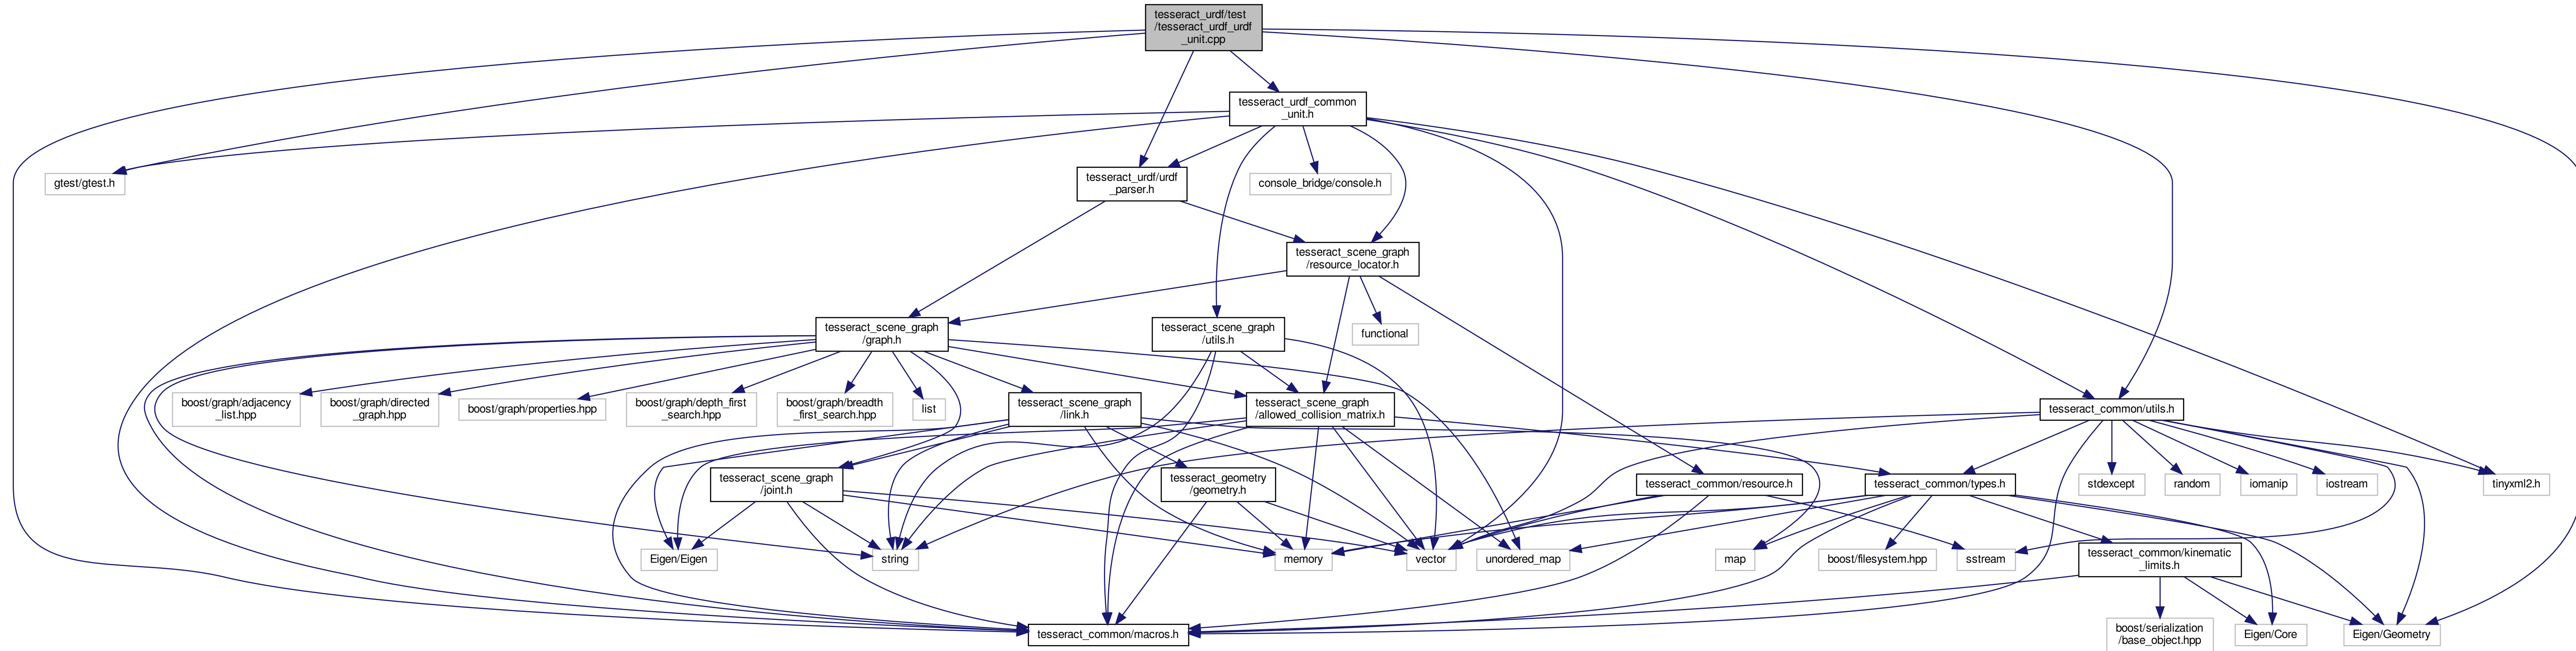 tesseract_urdf/test
/tesseract_urdf_urdf
_unit.cpp
tesseract_urdf_common
_unit.h
gtest/gtest.h
tesseract_urdf/urdf
_parser.h
console_bridge/console.h
tesseract_scene_graph
/resource_locator.h
tesseract_scene_graph
/graph.h
tesseract_scene_graph
/utils.h
functional
boost/graph/adjacency
_list.hpp
boost/graph/directed
_graph.hpp
boost/graph/properties.hpp
boost/graph/depth_first
_search.hpp
boost/graph/breadth
_first_search.hpp
list
tesseract_scene_graph
/link.h
tesseract_scene_graph
/allowed_collision_matrix.h
tesseract_common/utils.h
tesseract_scene_graph
/joint.h
tesseract_geometry
/geometry.h
tesseract_common/resource.h
tesseract_common/types.h
stdexcept
random
iomanip
iostream
tinyxml2.h
Eigen/Eigen
string
memory
vector
unordered_map
map
boost/filesystem.hpp
sstream
tesseract_common/kinematic
_limits.h
tesseract_common/macros.h
boost/serialization
/base_object.hpp
Eigen/Core
Eigen/Geometry